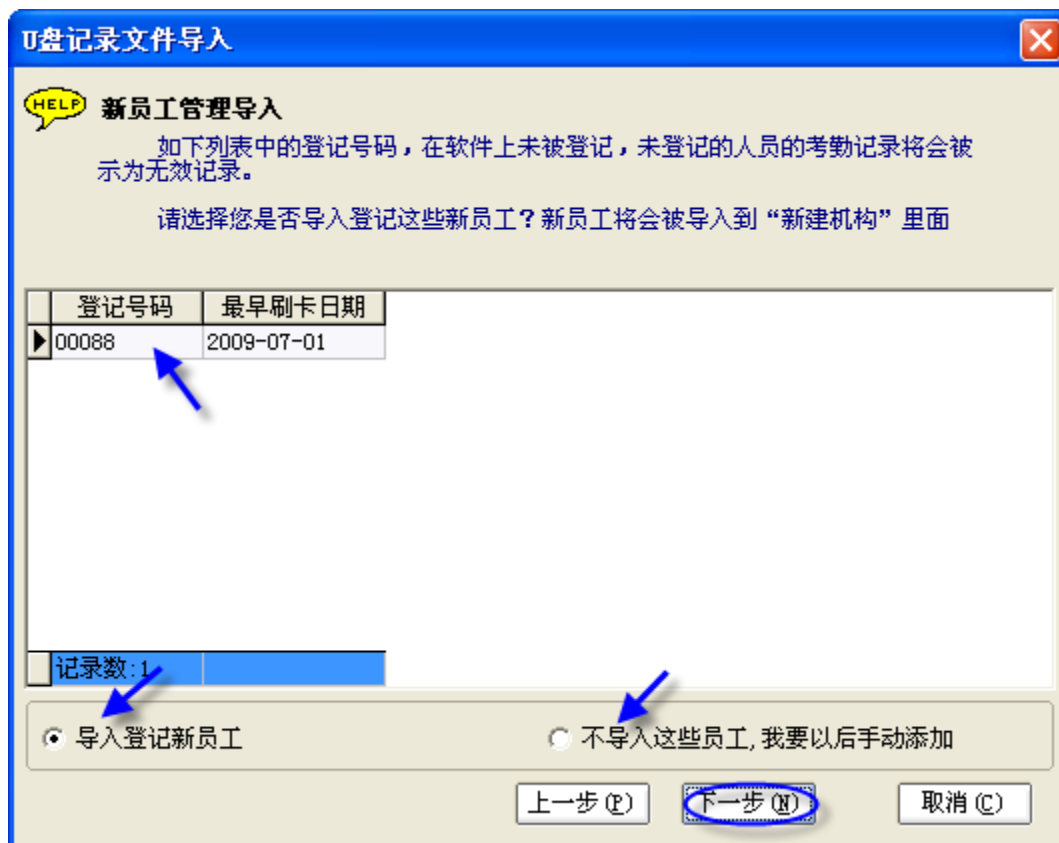 U盘记录文件导入
HELP 新员工管理导入
如下列表中的登记号码，在软件上未被登记，未登记的人员的考勤记录将会被
示为无效记录。
请选择您是否导入登记这些新员工？新员工将会被导入到“新建机构”里面
登记号码 最早刷卡日期
00088 2009-07-01
记录数:1
导入登记新员工 不导入这些员工,我要以后手动添加
上一步(P) 下一步(N) 取消(C)